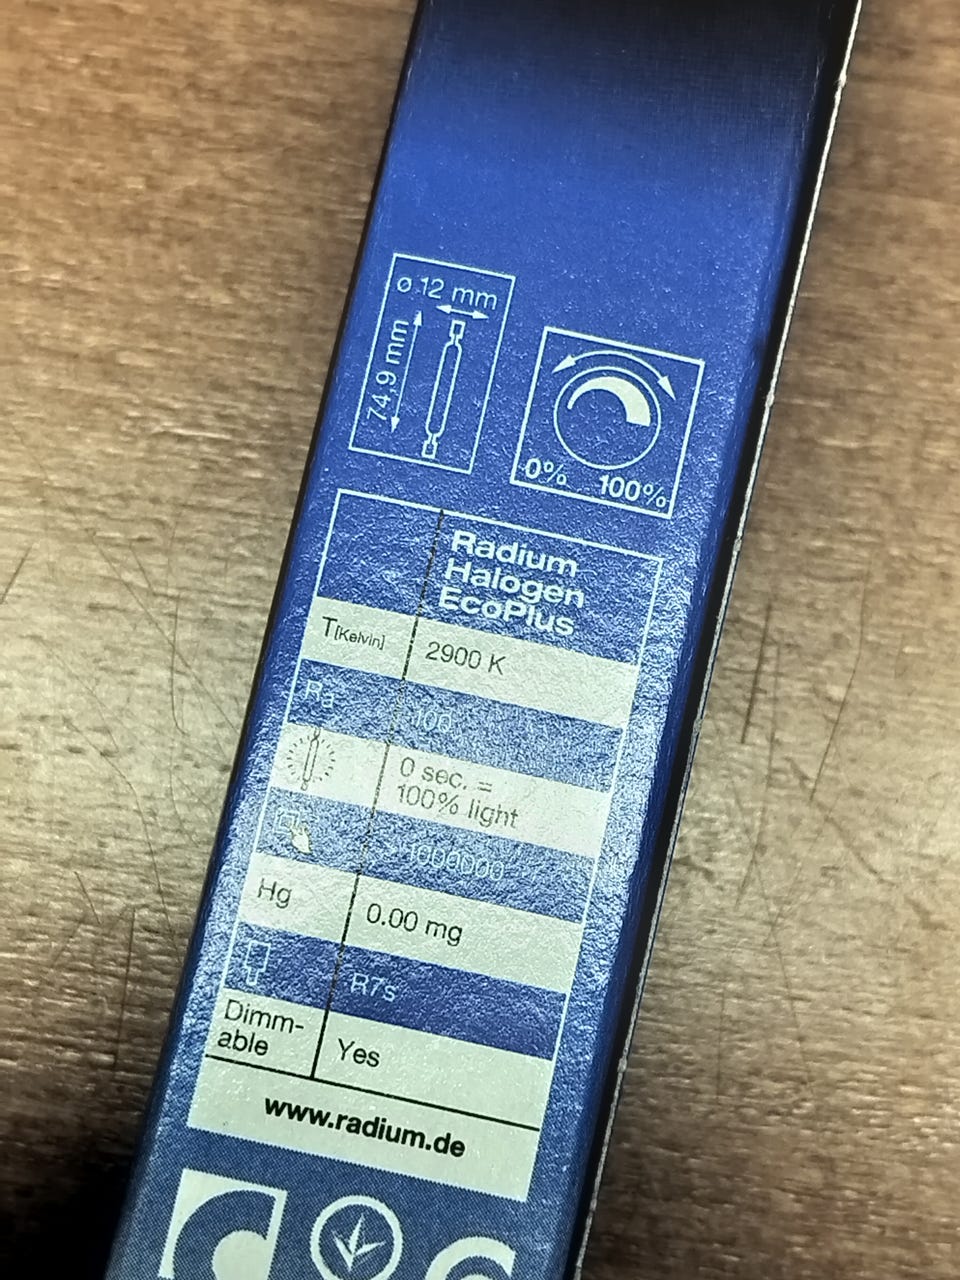 ø 12 mm
74,9 mm
0% 100%
Radium
Halogen
EcoPlus
T[Kelvin] 2900 K
Ra 100
0 sec. =
100% light
Hg 0.00 mg
R7s
Dimm-
able Yes
www.radium.de